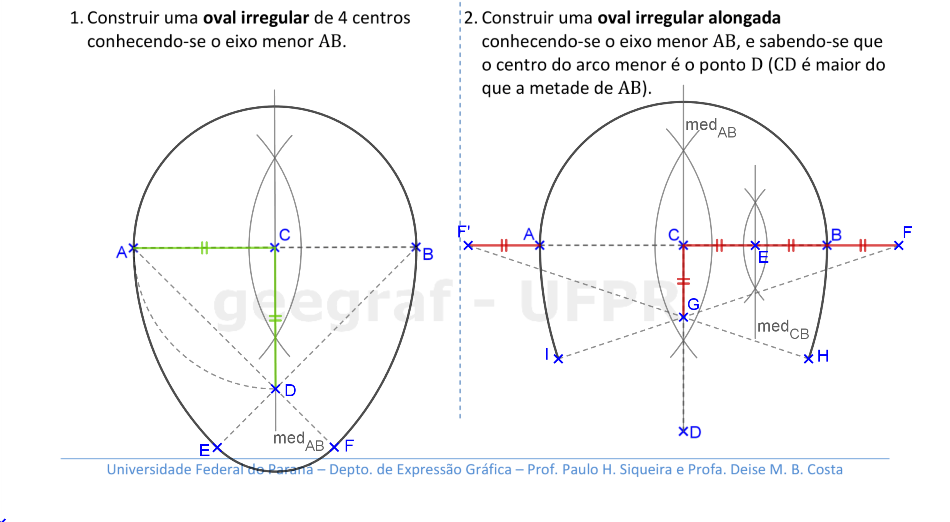 1. Construir uma oval irregular de 4 centros
conhecendo-se o eixo menor AB.
2. Construir uma oval irregular alongada
conhecendo-se o eixo menor AB, e sabendo-se que
o centro do arco menor é o ponto D (CD é maior do
que a metade de AB).
med AB
C
A
B
D
med AB
E
F
F'
A
C
B
F
E
G
med CB
I
H
D
geegraf - UFPR
Universidade Federal do Paraná – Depto. de Expressão Gráfica – Prof. Paulo H. Siqueira e Profa. Deise M. B. Costa